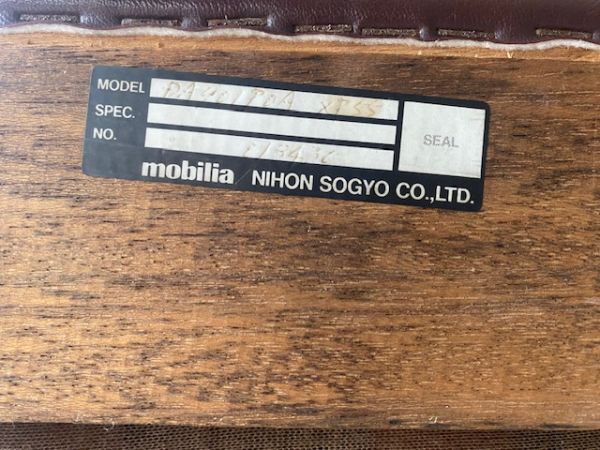 MODEL
SPEC.
NO.
SEAL
mobilia NIHON SOGYO CO.,LTD.